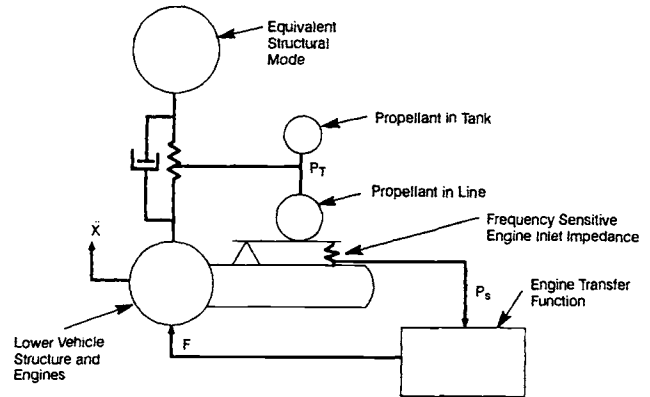 Equivalent
Structural
Mode
Propellant in Tank
P_T
Propellant in Line
Frequency Sensitive
Engine Inlet Impedance
Ẍ
P_s
Engine Transfer
Function
Lower Vehicle
Structure and
Engines
F